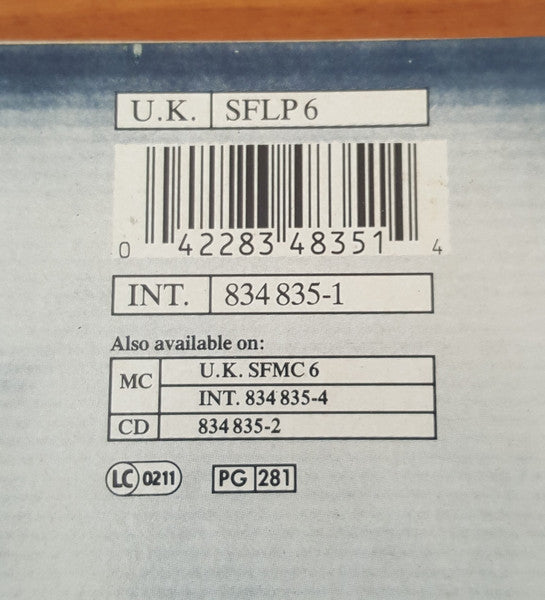 U.K. SFLP 6
0 42283 48351 4
INT. 834 835-1
Also available on:
MC U.K. SFMC 6
INT. 834 835-4
CD 834 835-2
LC 0211 PG 281